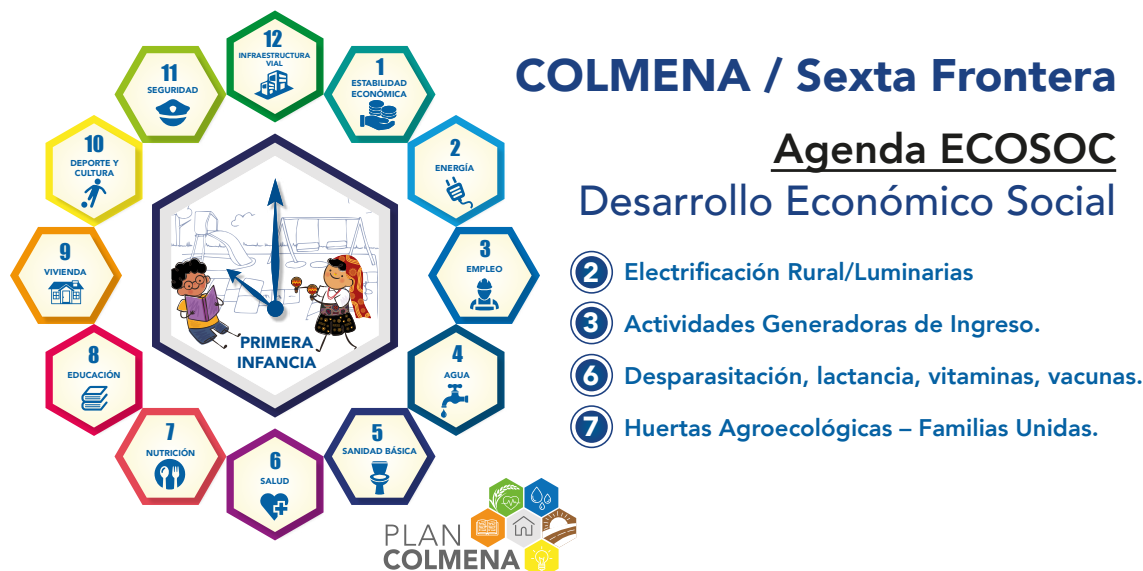 12
INFRAESTRUCTURA
VIAL
1
ESTABILIDAD
ECONÓMICA
2
ENERGÍA
3
EMPLEO
4
AGUA
5
SANIDAD BÁSICA
6
SALUD
7
NUTRICIÓN
8
EDUCACIÓN
9
VIVIENDA
10
DEPORTE Y
CULTURA
11
SEGURIDAD
PRIMERA
INFANCIA
COLMENA / Sexta Frontera
Agenda ECOSOC
Desarrollo Económico Social
2 Electrificación Rural/Luminarias
3 Actividades Generadoras de Ingreso.
6 Desparasitación, lactancia, vitaminas, vacunas.
7 Huertas Agroecológicas – Familias Unidas.
PLAN
COLMENA